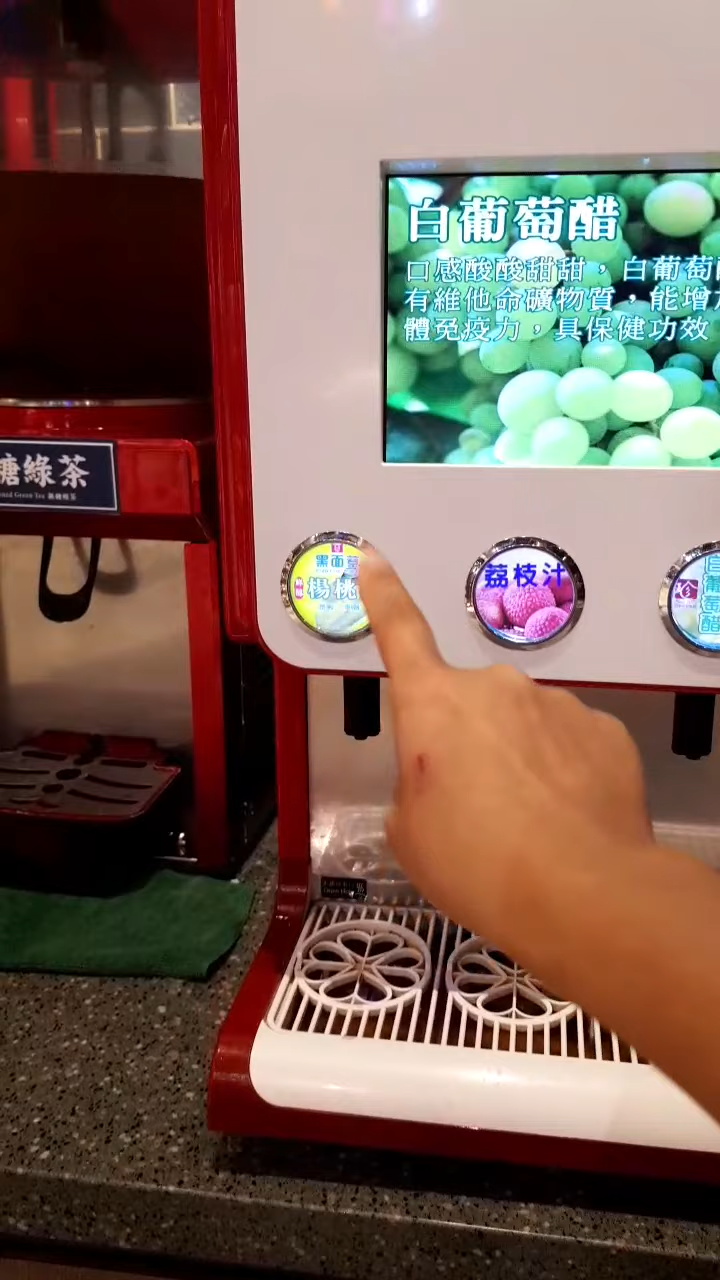 白葡萄醋
口感酸酸甜甜，白葡萄
有維他命礦物質，能增
體免疫力，具保健功效
糖綠茶
黑面
楊桃
荔枝汁
白葡萄醋